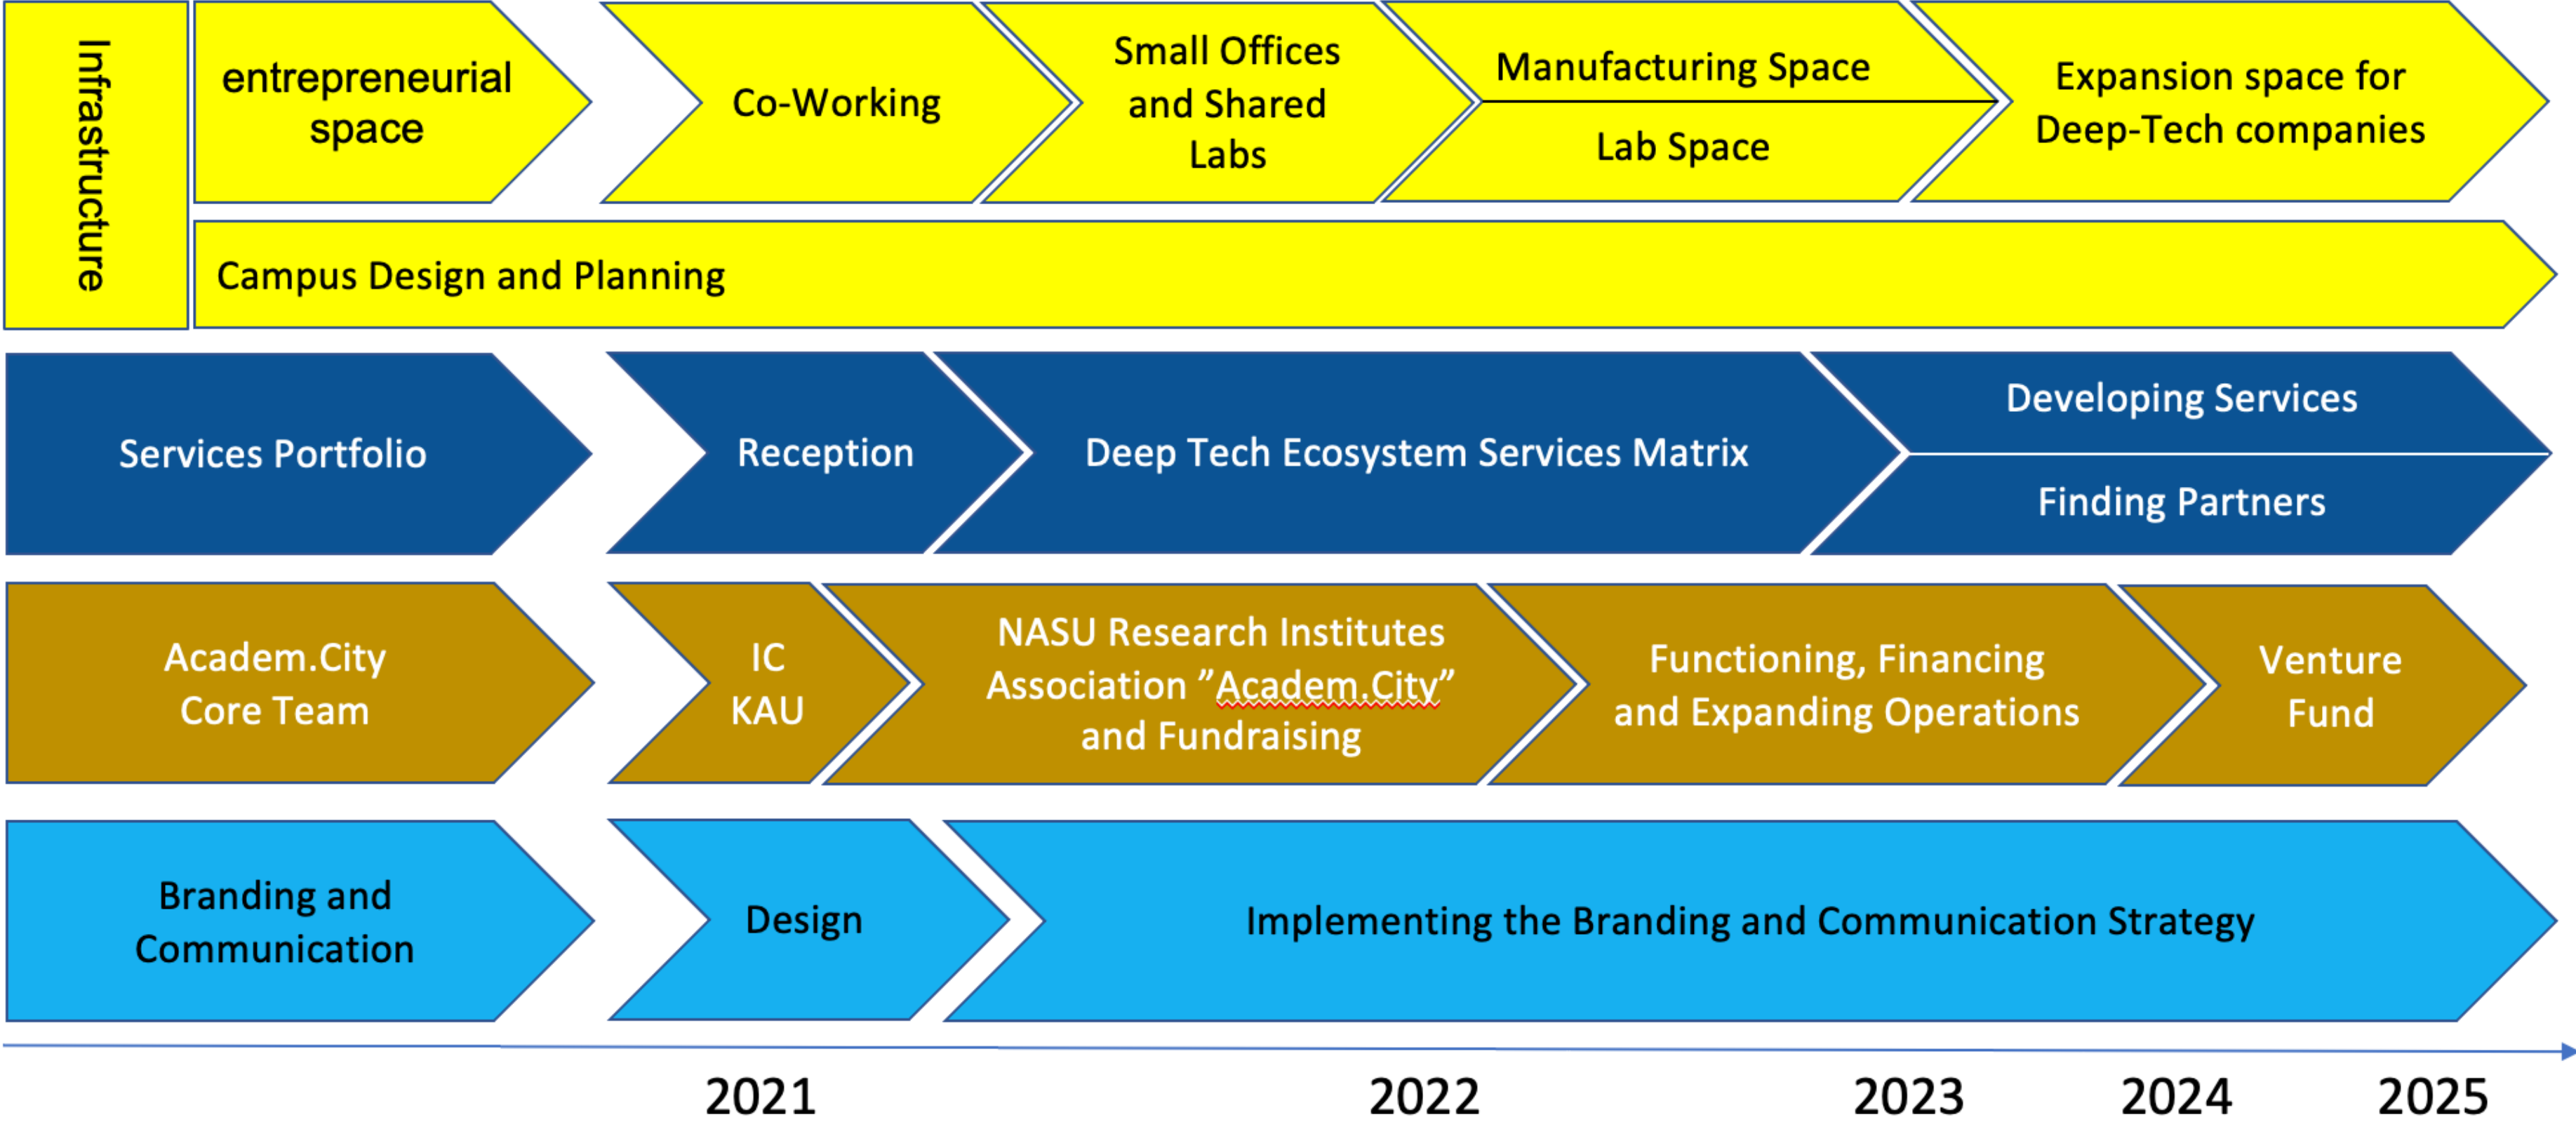 Infrastructure
entrepreneurial
space
Co-Working
Small Offices
and Shared
Labs
Manufacturing Space
Lab Space
Expansion space for
Deep-Tech companies
Campus Design and Planning
Services Portfolio
Reception
Deep Tech Ecosystem Services Matrix
Developing Services
Finding Partners
Academ.City
Core Team
IC
KAU
NASU Research Institutes
Association ”Academ.City”
and Fundraising
Functioning, Financing
and Expanding Operations
Venture
Fund
Branding and
Communication
Design
Implementing the Branding and Communication Strategy
2021
2022
2023
2024
2025